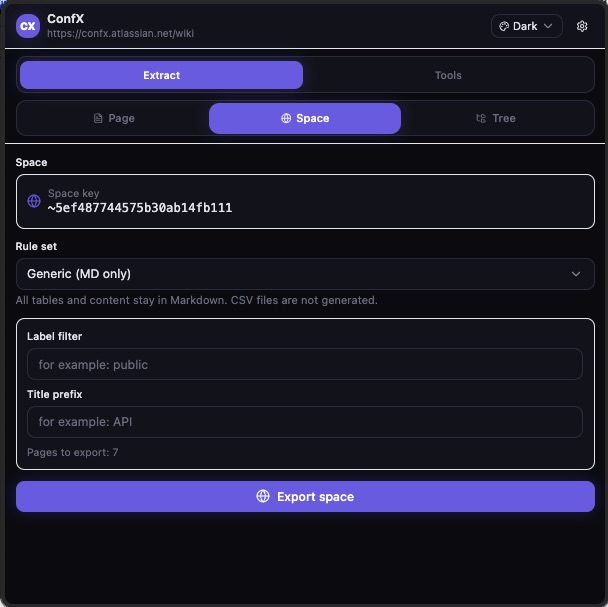 CX
ConfX
https://confx.atlassian.net/wiki
Dark
Extract
Tools
Page
Space
Tree
Space
Space key
~5ef487744575b30ab14fb111
Rule set
Generic (MD only)
All tables and content stay in Markdown. CSV files are not generated.
Label filter
for example: public
Title prefix
for example: API
Pages to export: 7
Export space